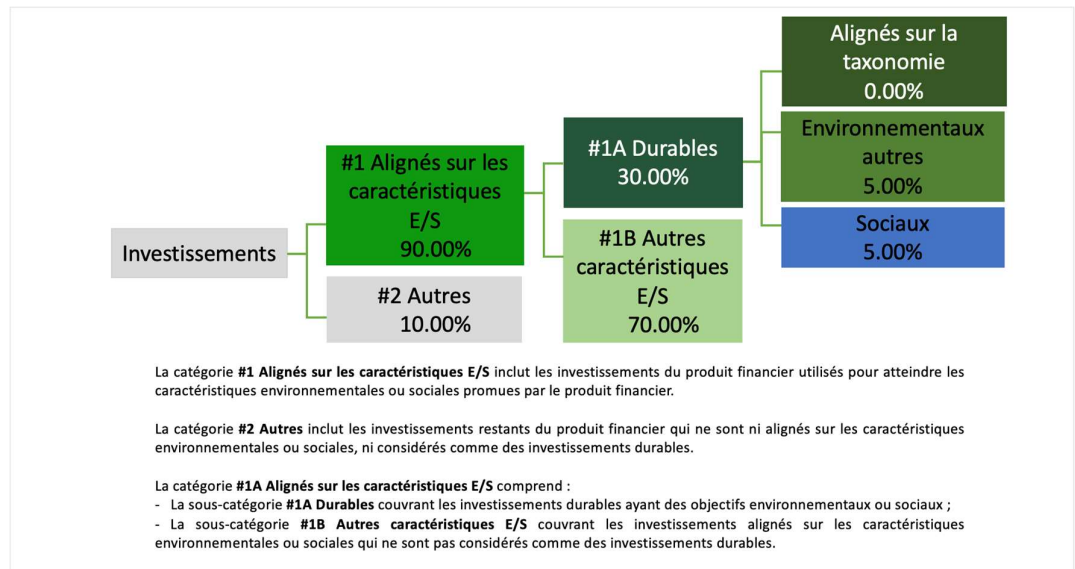 Alignés sur la
taxonomie
0.00%
Environnementaux
autres
5.00%
Sociaux
5.00%
#1A Durables
30.00%
#1 Alignés sur les
caractéristiques
E/S
90.00%
#1B Autres
caractéristiques
E/S
70.00%
Investissements
#2 Autres
10.00%
La catégorie #1 Alignés sur les caractéristiques E/S inclut les investissements du produit financier utilisés pour atteindre les
caractéristiques environnementales ou sociales promues par le produit financier.
La catégorie #2 Autres inclut les investissements restants du produit financier qui ne sont ni alignés sur les caractéristiques
environnementales ou sociales, ni considérés comme des investissements durables.
La catégorie #1A Alignés sur les caractéristiques E/S comprend :
- La sous-catégorie #1A Durables couvrant les investissements durables ayant des objectifs environnementaux ou sociaux ;
- La sous-catégorie #1B Autres caractéristiques E/S couvrant les investissements alignés sur les caractéristiques
environnementales ou sociales qui ne sont pas considérés comme des investissements durables.